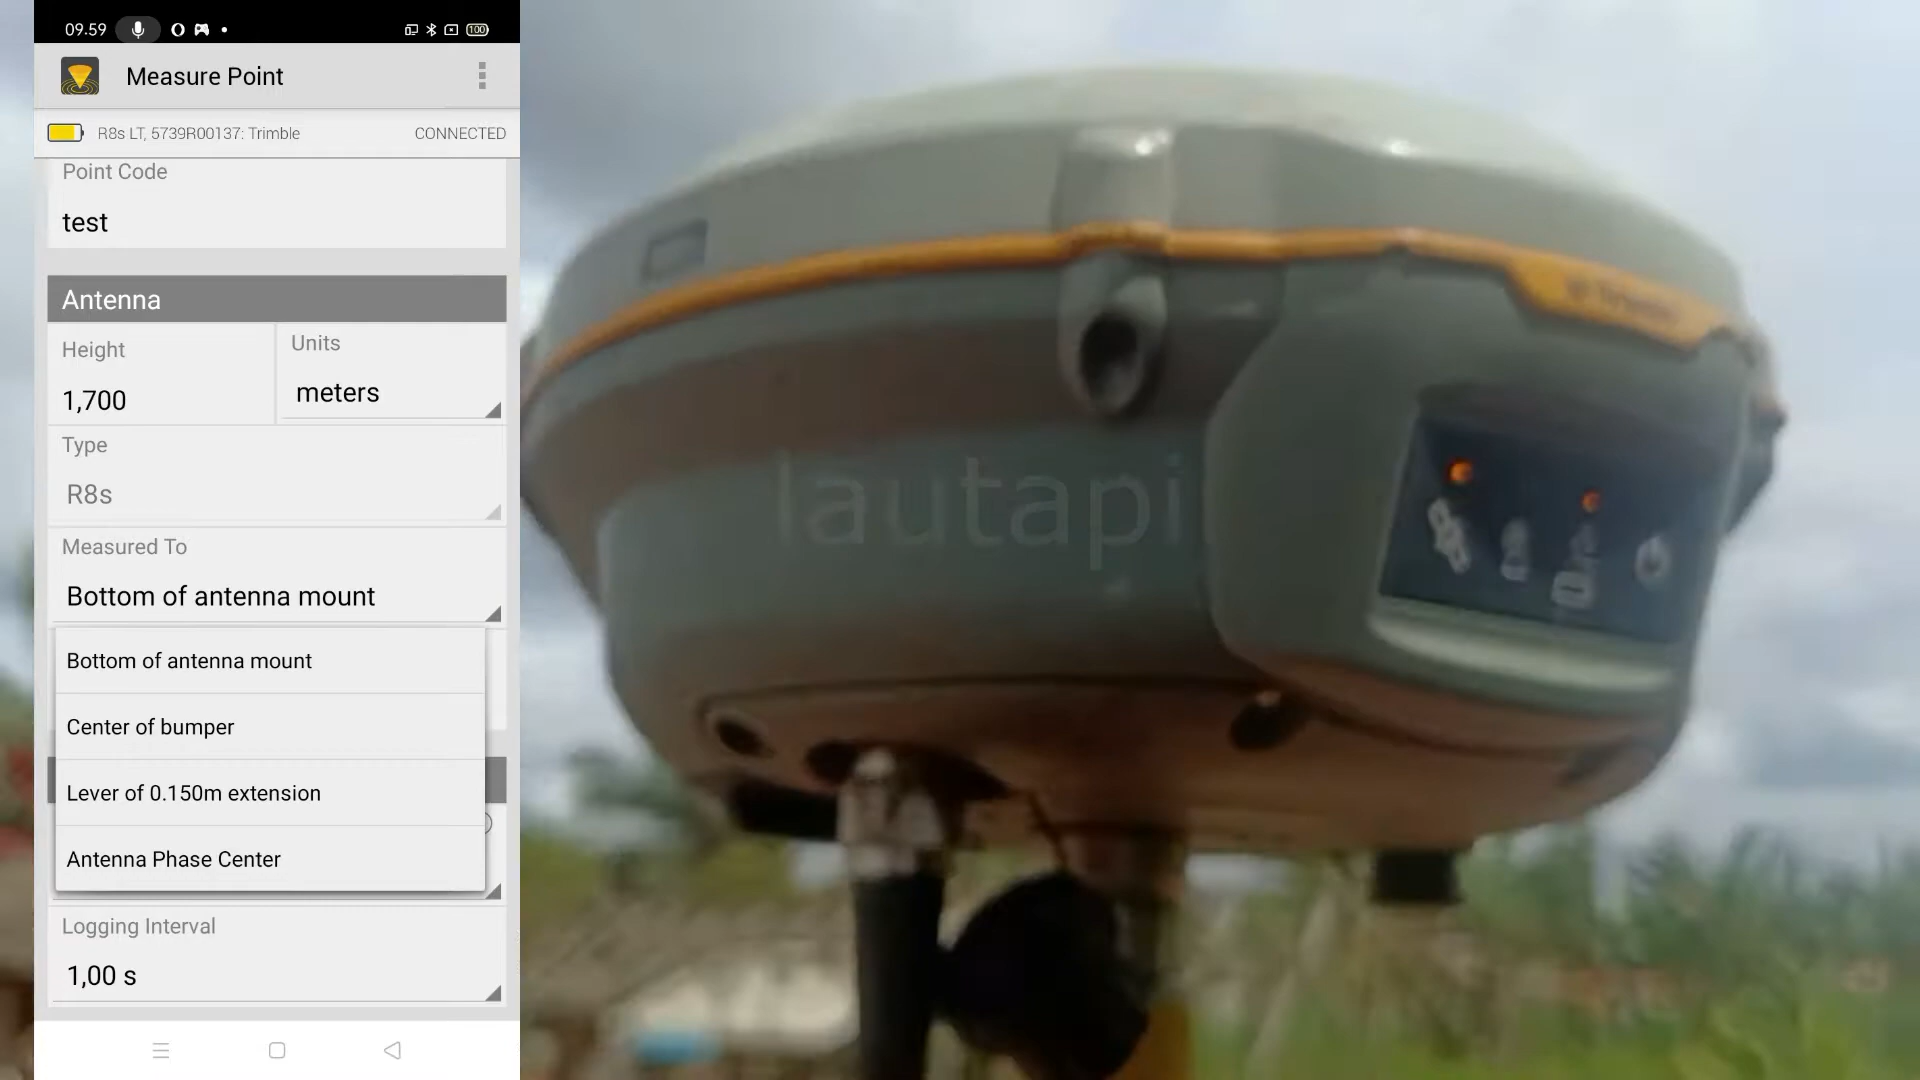 09.59
100
Measure Point
R8s LT, 5739R00137: Trimble
CONNECTED
Point Code
test
Antenna
Height
Units
1,700
meters
Type
R8s
Measured To
Bottom of antenna mount
Bottom of antenna mount
Center of bumper
Lever of 0.150m extension
Antenna Phase Center
Logging Interval
1,00 s
lautapi
Trimble